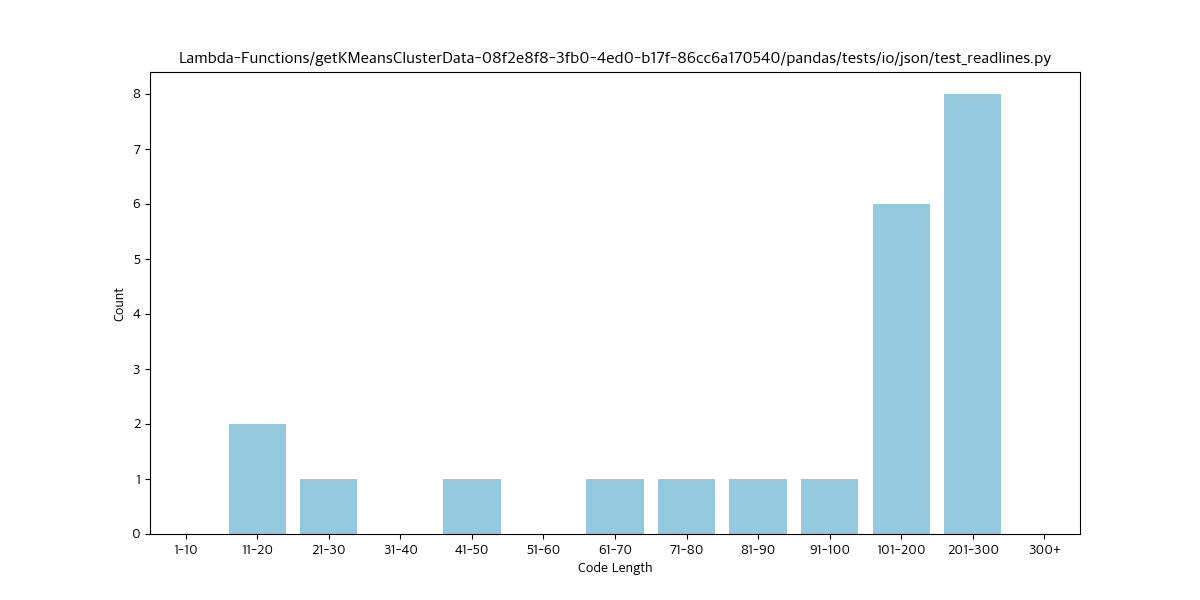 Lambda-Functions/getKMeansClusterData-08f2e8f8-3fb0-4ed0-b17f-86cc6a170540/pandas/tests/io/json/test_readlines.py
8
7
6
5
4
3
2
1
0
Count
1-10 11-20 21-30 31-40 41-50 51-60 61-70 71-80 81-90 91-100 101-200 201-300 300+
Code Length